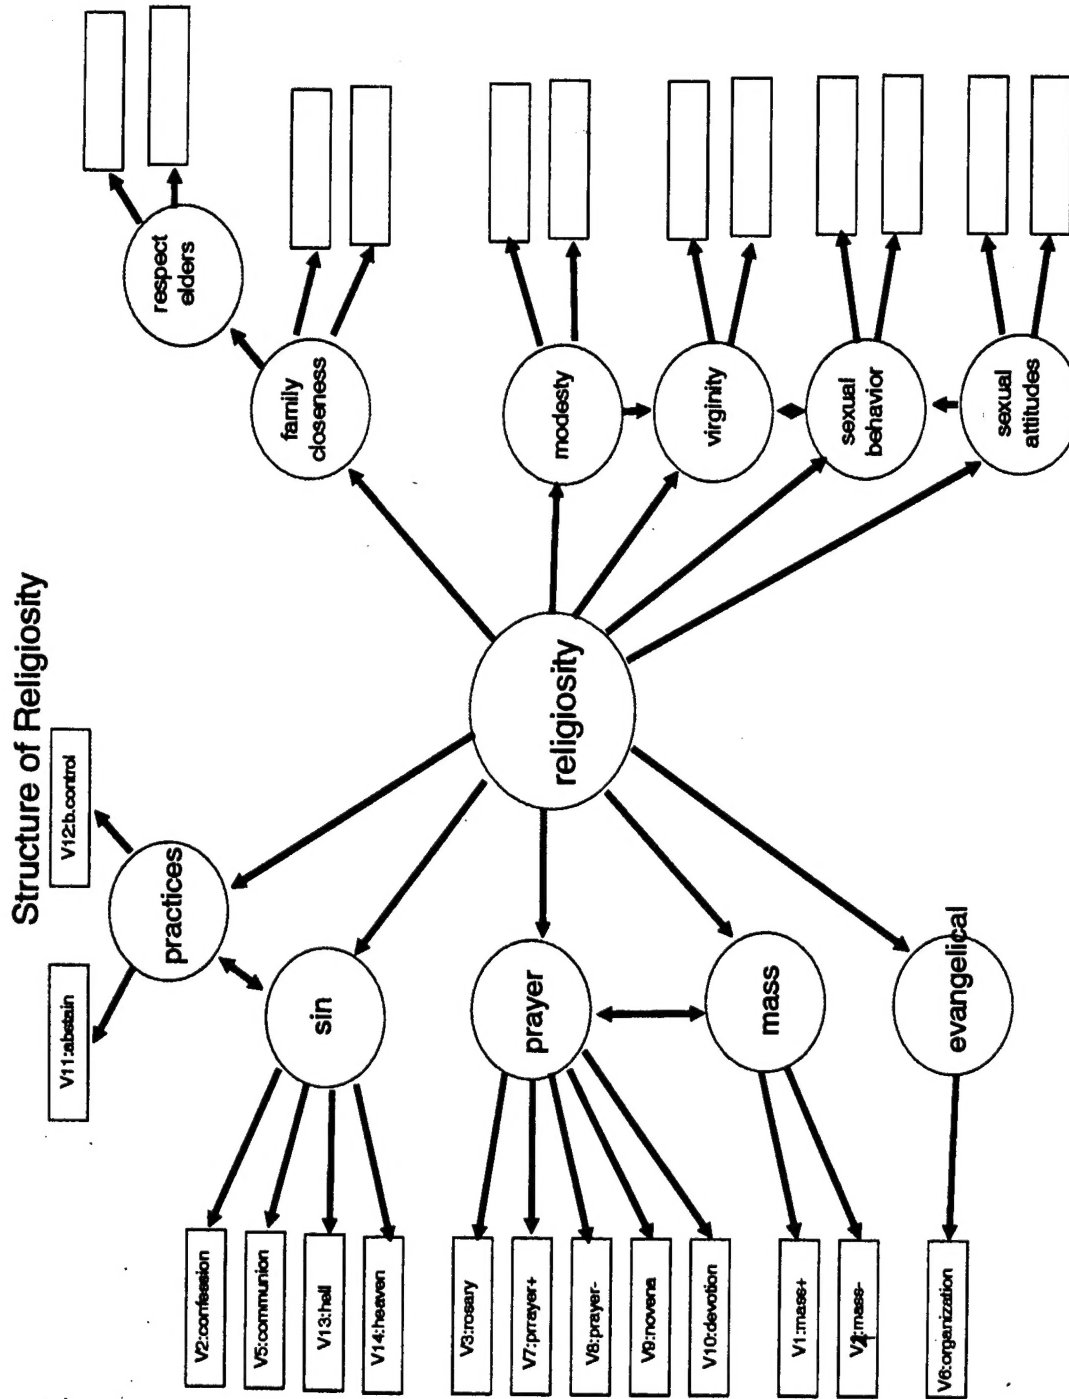 Structure of Religiosity
V11:abstain
V12:b.control
practices
sin
V2:confession
V5:communion
V13:hell
V14:heaven
prayer
V3:rosary
V7:prrayer+
V8:prayer-
V9:novena
V10:devotion
mass
V1:mass+
mass-
evangelical
V6:organization
religiosity
respect
elders
family
closeness
modesty
virginity
sexual
behavior
sexual
attitudes